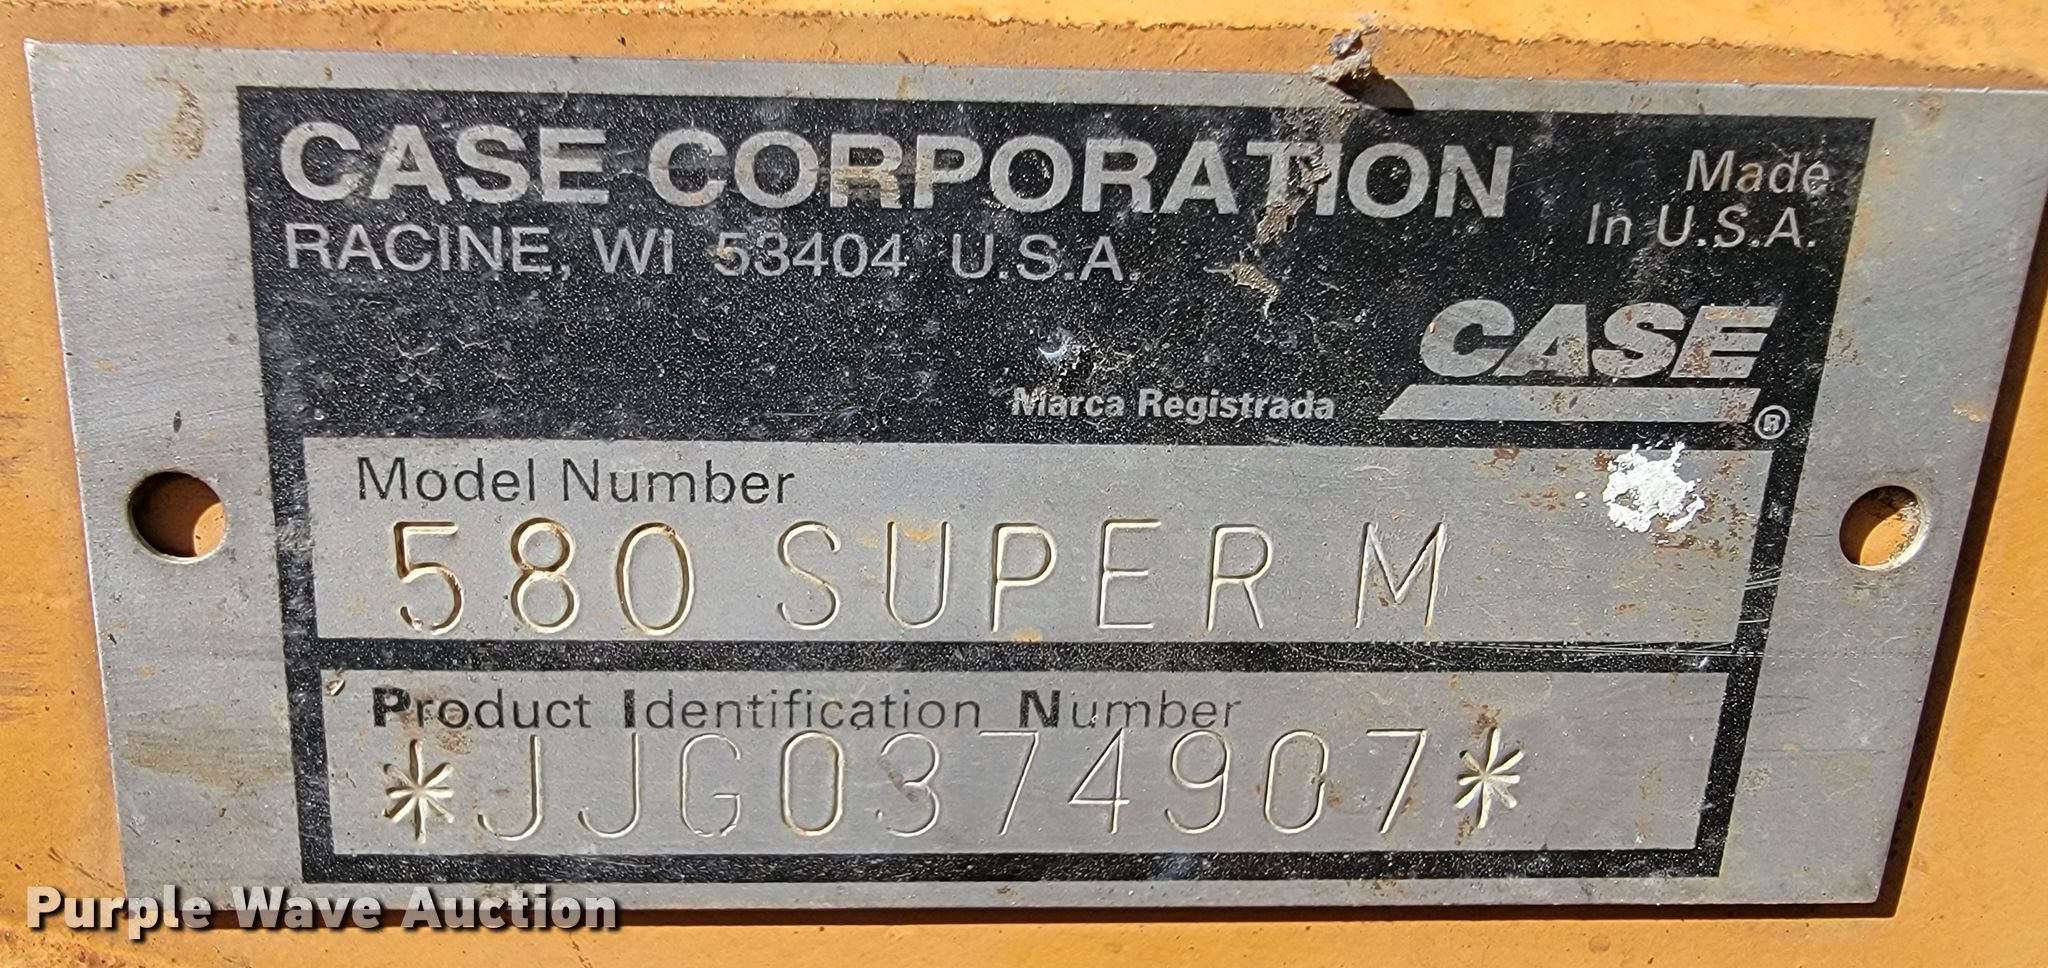 CASE CORPORATION
RACINE, WI 53404 U.S.A.
Made
In U.S.A.
CASE
Marca Registrada
®
Model Number
580 SUPER M
Product Identification Number
*JJG0374907*
Purple Wave Auction